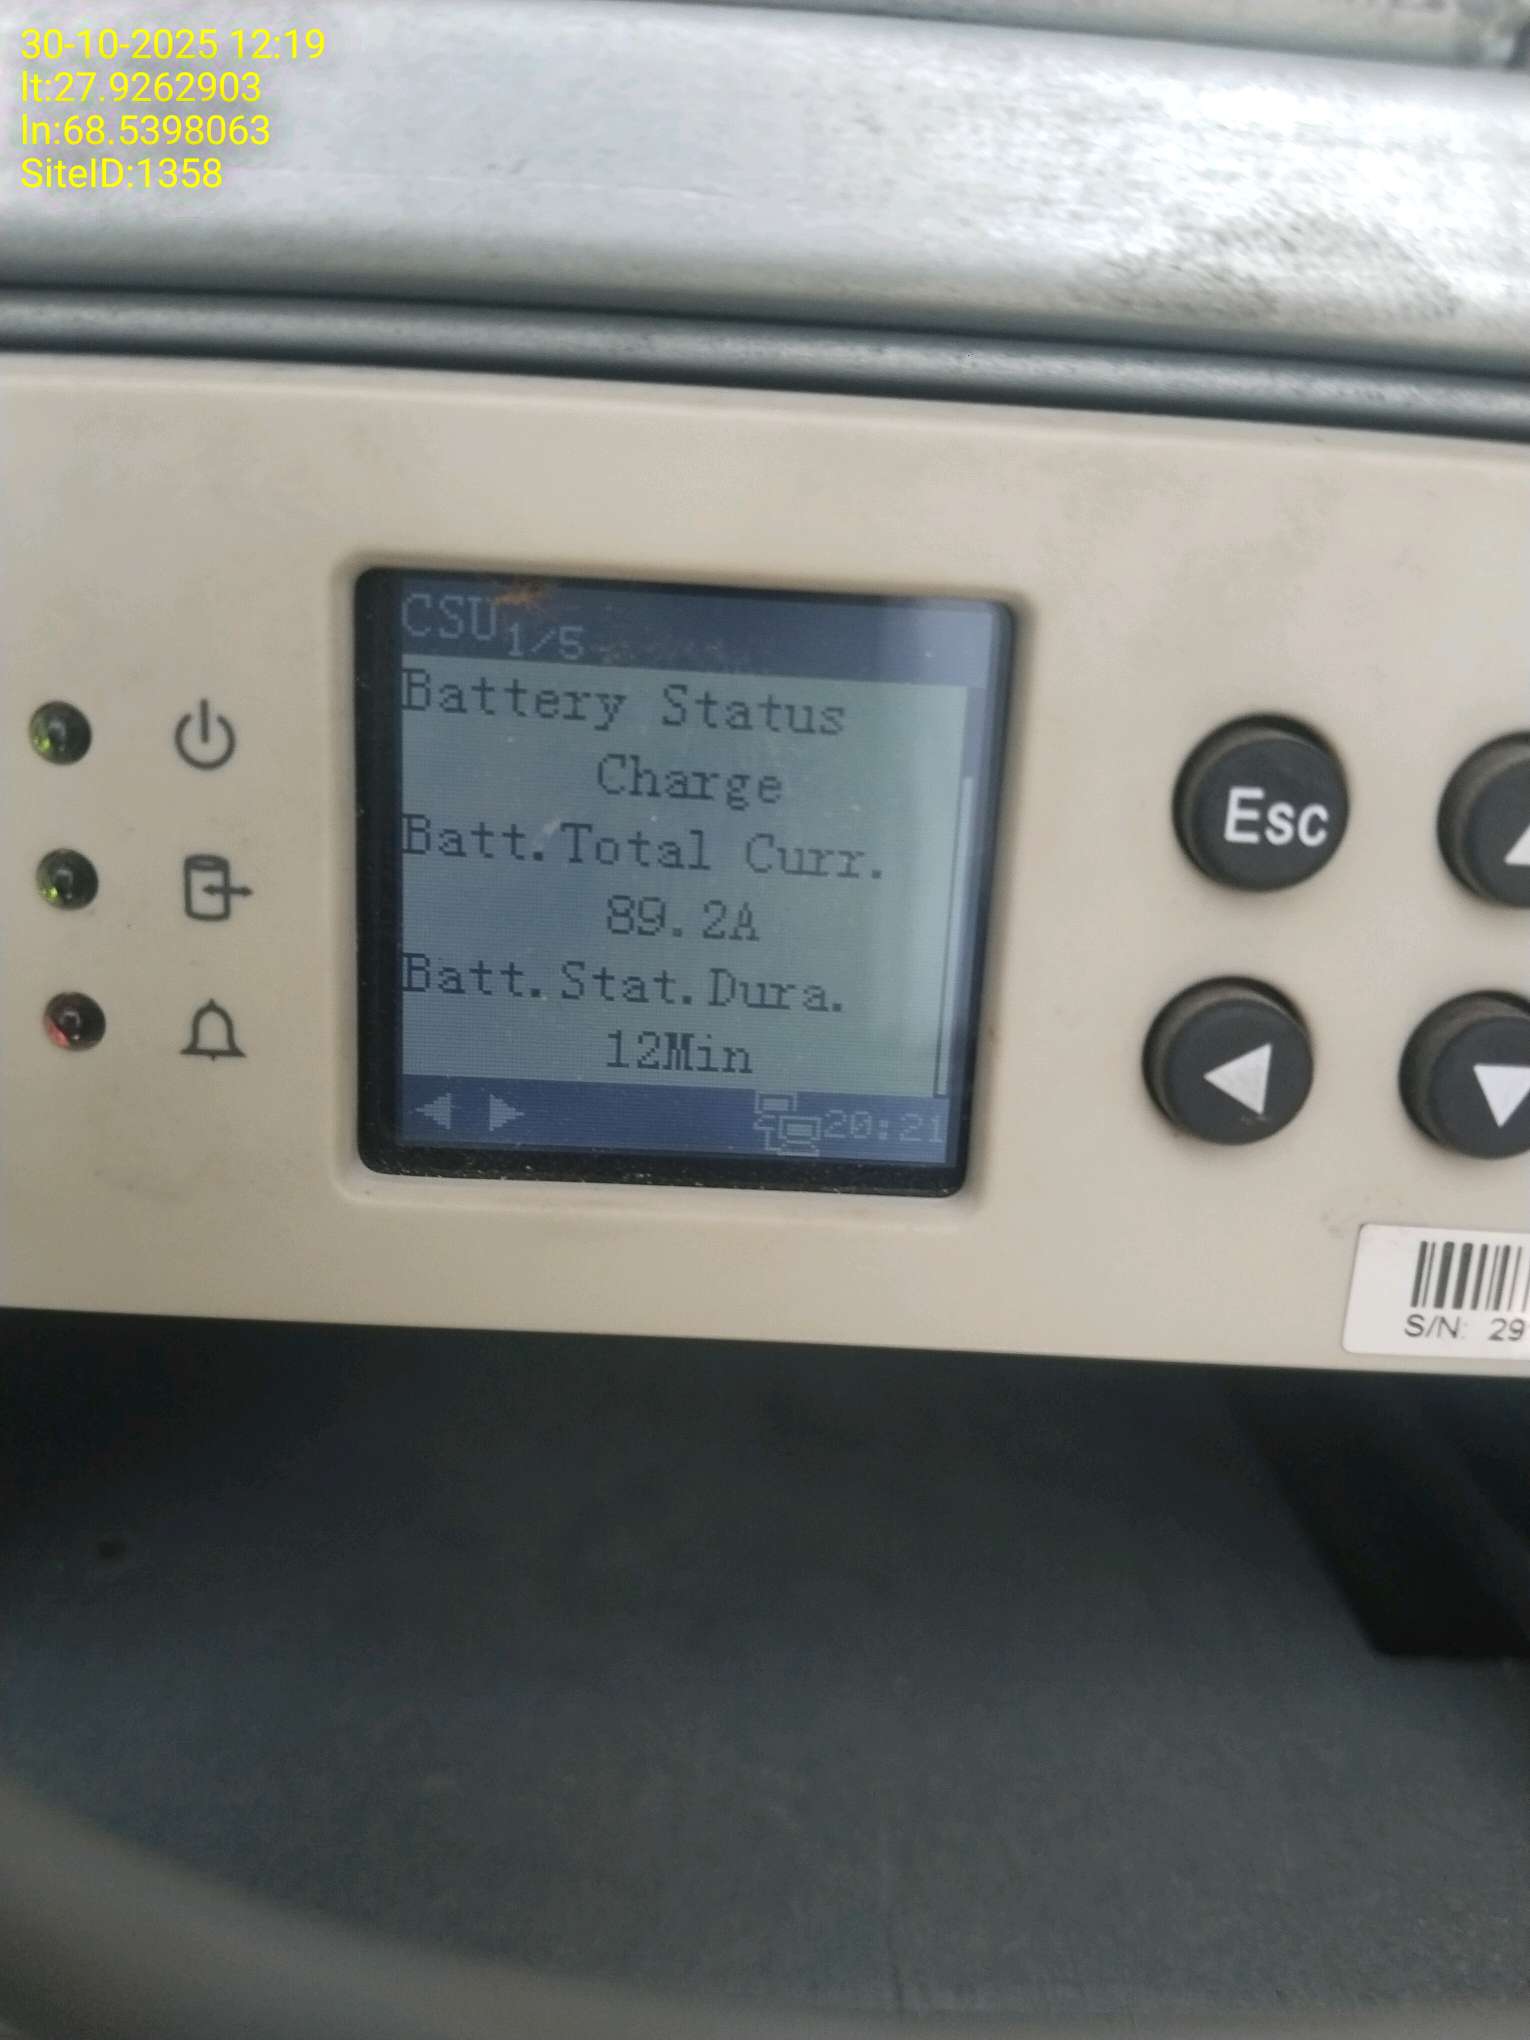 30-10-2025 12:19
lt:27.9262903
ln:68.5398063
SiteID:1358
CSU 1/5
Battery Status
Charge
Batt.Total Curr.
89.2A
Batt.Stat.Dura.
12Min
20:21
Esc
S/N: 29